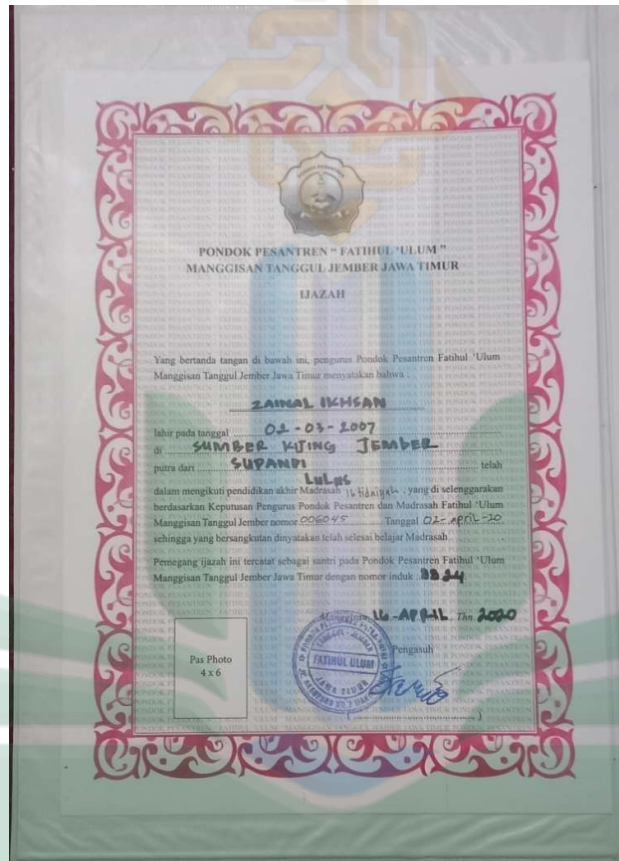 PONDOK PESANTREN " FATIHUL 'ULUM "
MANGGISAN TANGGUL JEMBER JAWA TIMUR
IJAZAH
Yang bertanda tangan di bawah ini, pengurus Pondok Pesantren Fatihul 'Ulum
Manggisan Tanggul Jember Jawa Timur menyatakan bahwa :
ZAINAL IKHSAN
lahir pada tanggal 02 - 03 - 2007
di SUMBER KIJING JEMBER
putra dari SUPANDI telah
LuLus
dalam mengikuti pendidikan akhir Madrasah , yang di selenggarakan
berdasarkan Keputusan Pengurus Pondok Pesantren dan Madrasah Fatihul 'Ulum
Manggisan Tanggul Jember nomor 006045 Tanggal 02-April-20
sehingga yang bersangkutan dinyatakan telah selesai belajar Madrasah
Pemegang ijazah ini tercatat sebagai santri pada Pondok Pesantren Fatihul 'Ulum
Manggisan Tanggul Jember Jawa Timur dengan nomor induk
16-APRIL, Thn 2020
Pengasuh
Pas Photo
4 x 6
FATIHUL ULUM
JAWA TIMUR